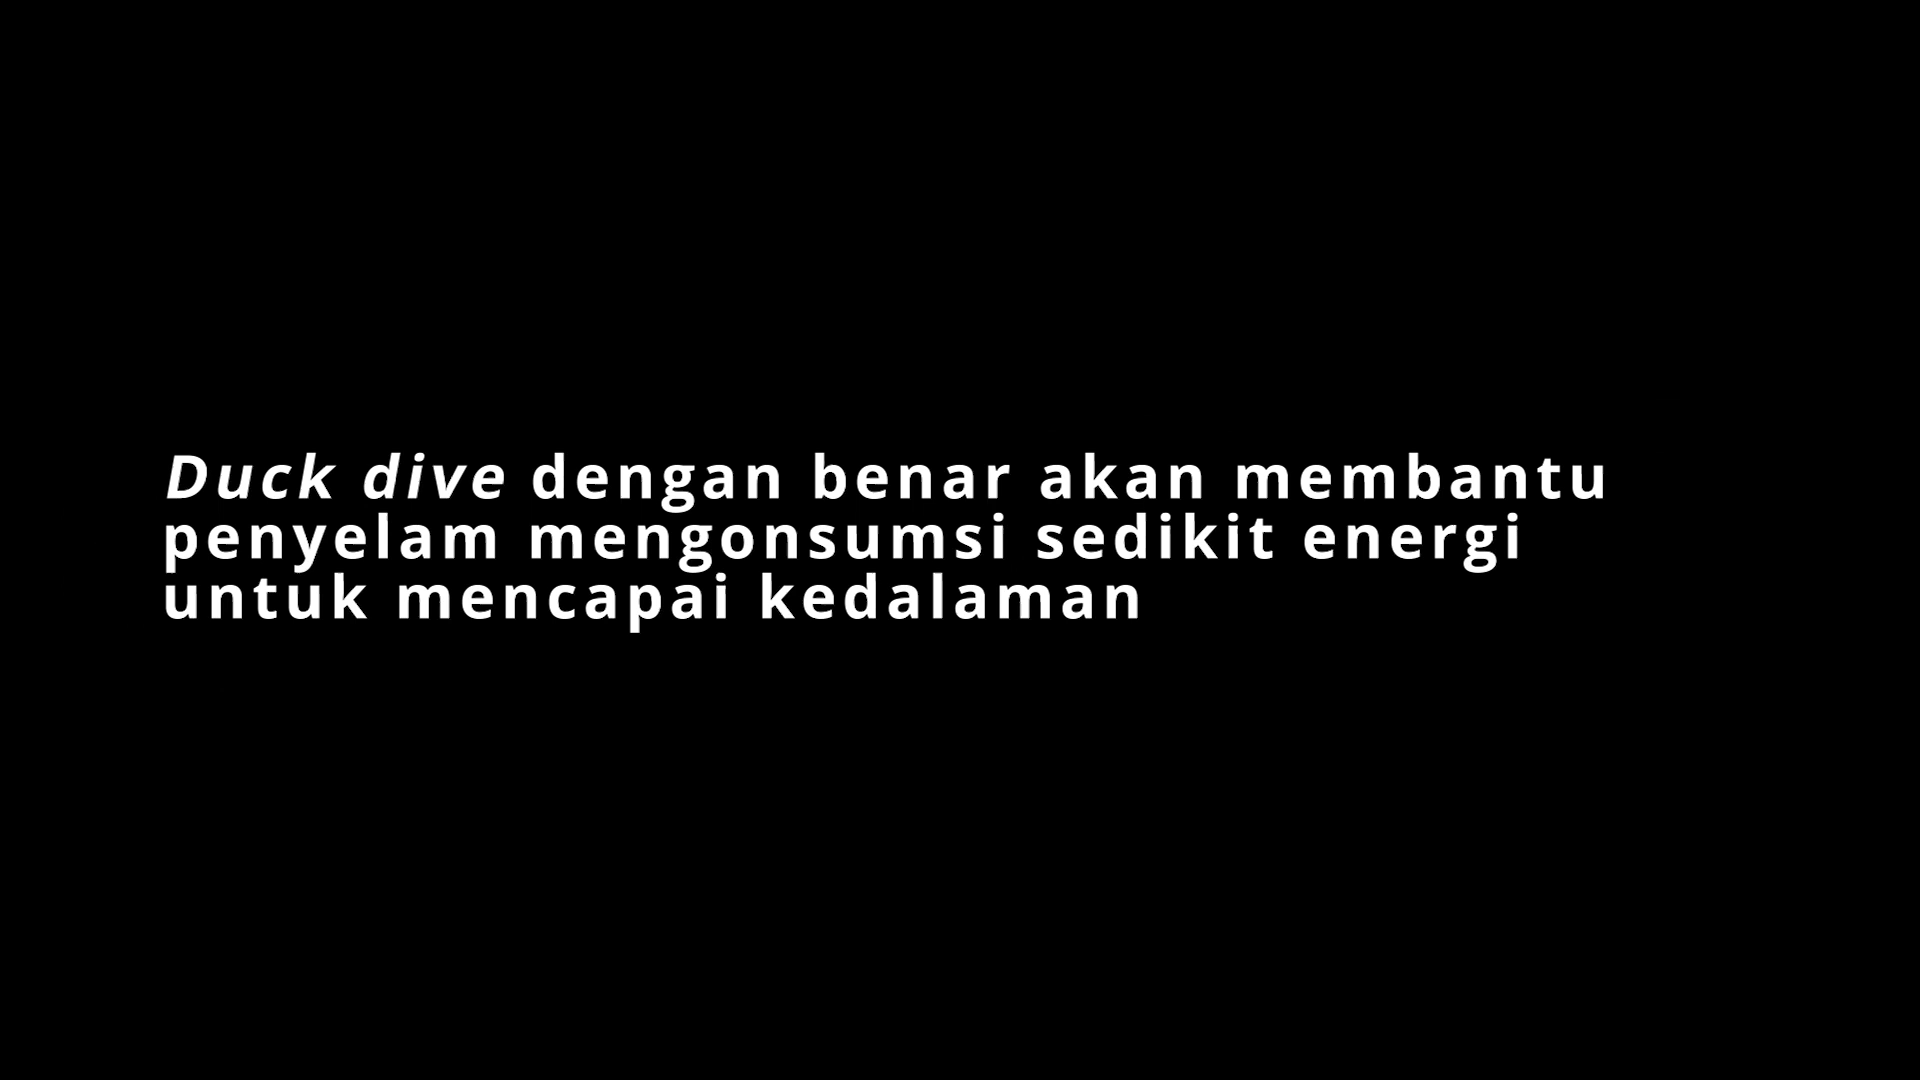 Duck dive dengan benar akan membantu
penyelam mengonsumsi sedikit energi
untuk mencapai kedalaman